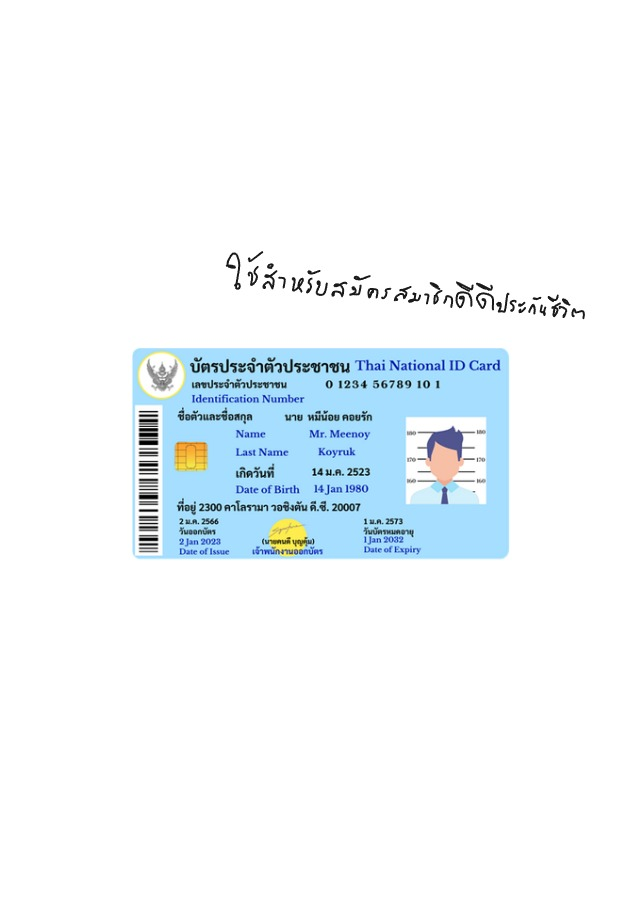 ใช้สำหรับสมัครสมาชิกดีดีประกันชีวิต
บัตรประจำตัวประชาชน Thai National ID Card
เลขประจำตัวประชาชน 0 1234 56789 10 1
Identification Number
ชื่อตัวและชื่อสกุล นาย หมีน้อย คอยรัก
Name Mr. Meenoy
Last Name Koyruk
เกิดวันที่ 14 ม.ค. 2523
Date of Birth 14 Jan 1980
ที่อยู่ 2300 คาโลรามา วอชิงตัน ดี.ซี. 20007
2 ม.ค. 2566 1 ม.ค. 2573
วันออกบัตร วันบัตรหมดอายุ
2 Jan 2023 (นายคนดี บุญคุ้ม) 1 Jan 2032
Date of Issue เจ้าพนักงานออกบัตร Date of Expiry
180 180
170 170
160 160